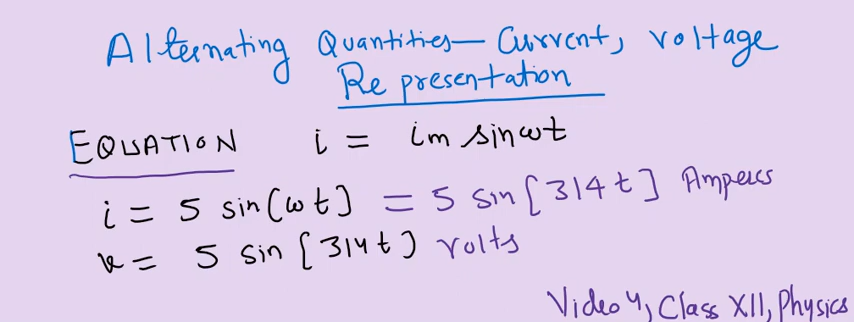 Alternating Quantities— Current, voltage
Representation
EQUATION i = im sinωt
i = 5 sin(ωt] = 5 sin[314t] Amperes
v = 5 sin [314t) volts
Video 4, Class XII, Physics